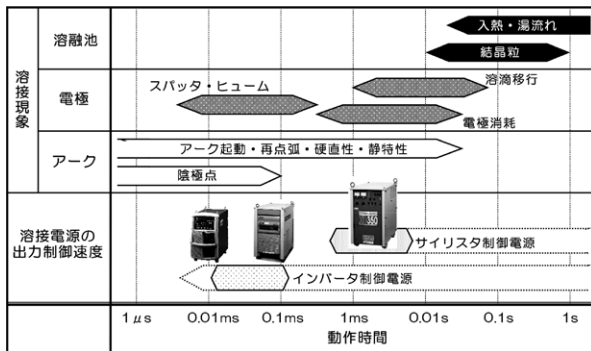 溶接現象
溶融池
入熱・湯流れ
結晶粒
電極
スパッタ・ヒューム
溶滴移行
電極消耗
アーク
アーク起動・再点弧・硬直性・静特性
陰極点
溶接電源の
出力制御速度
350
サイリスタ制御電源
インバータ制御電源
1μs
0.01ms
0.1ms
1ms
0.01s
0.1s
1s
動作時間